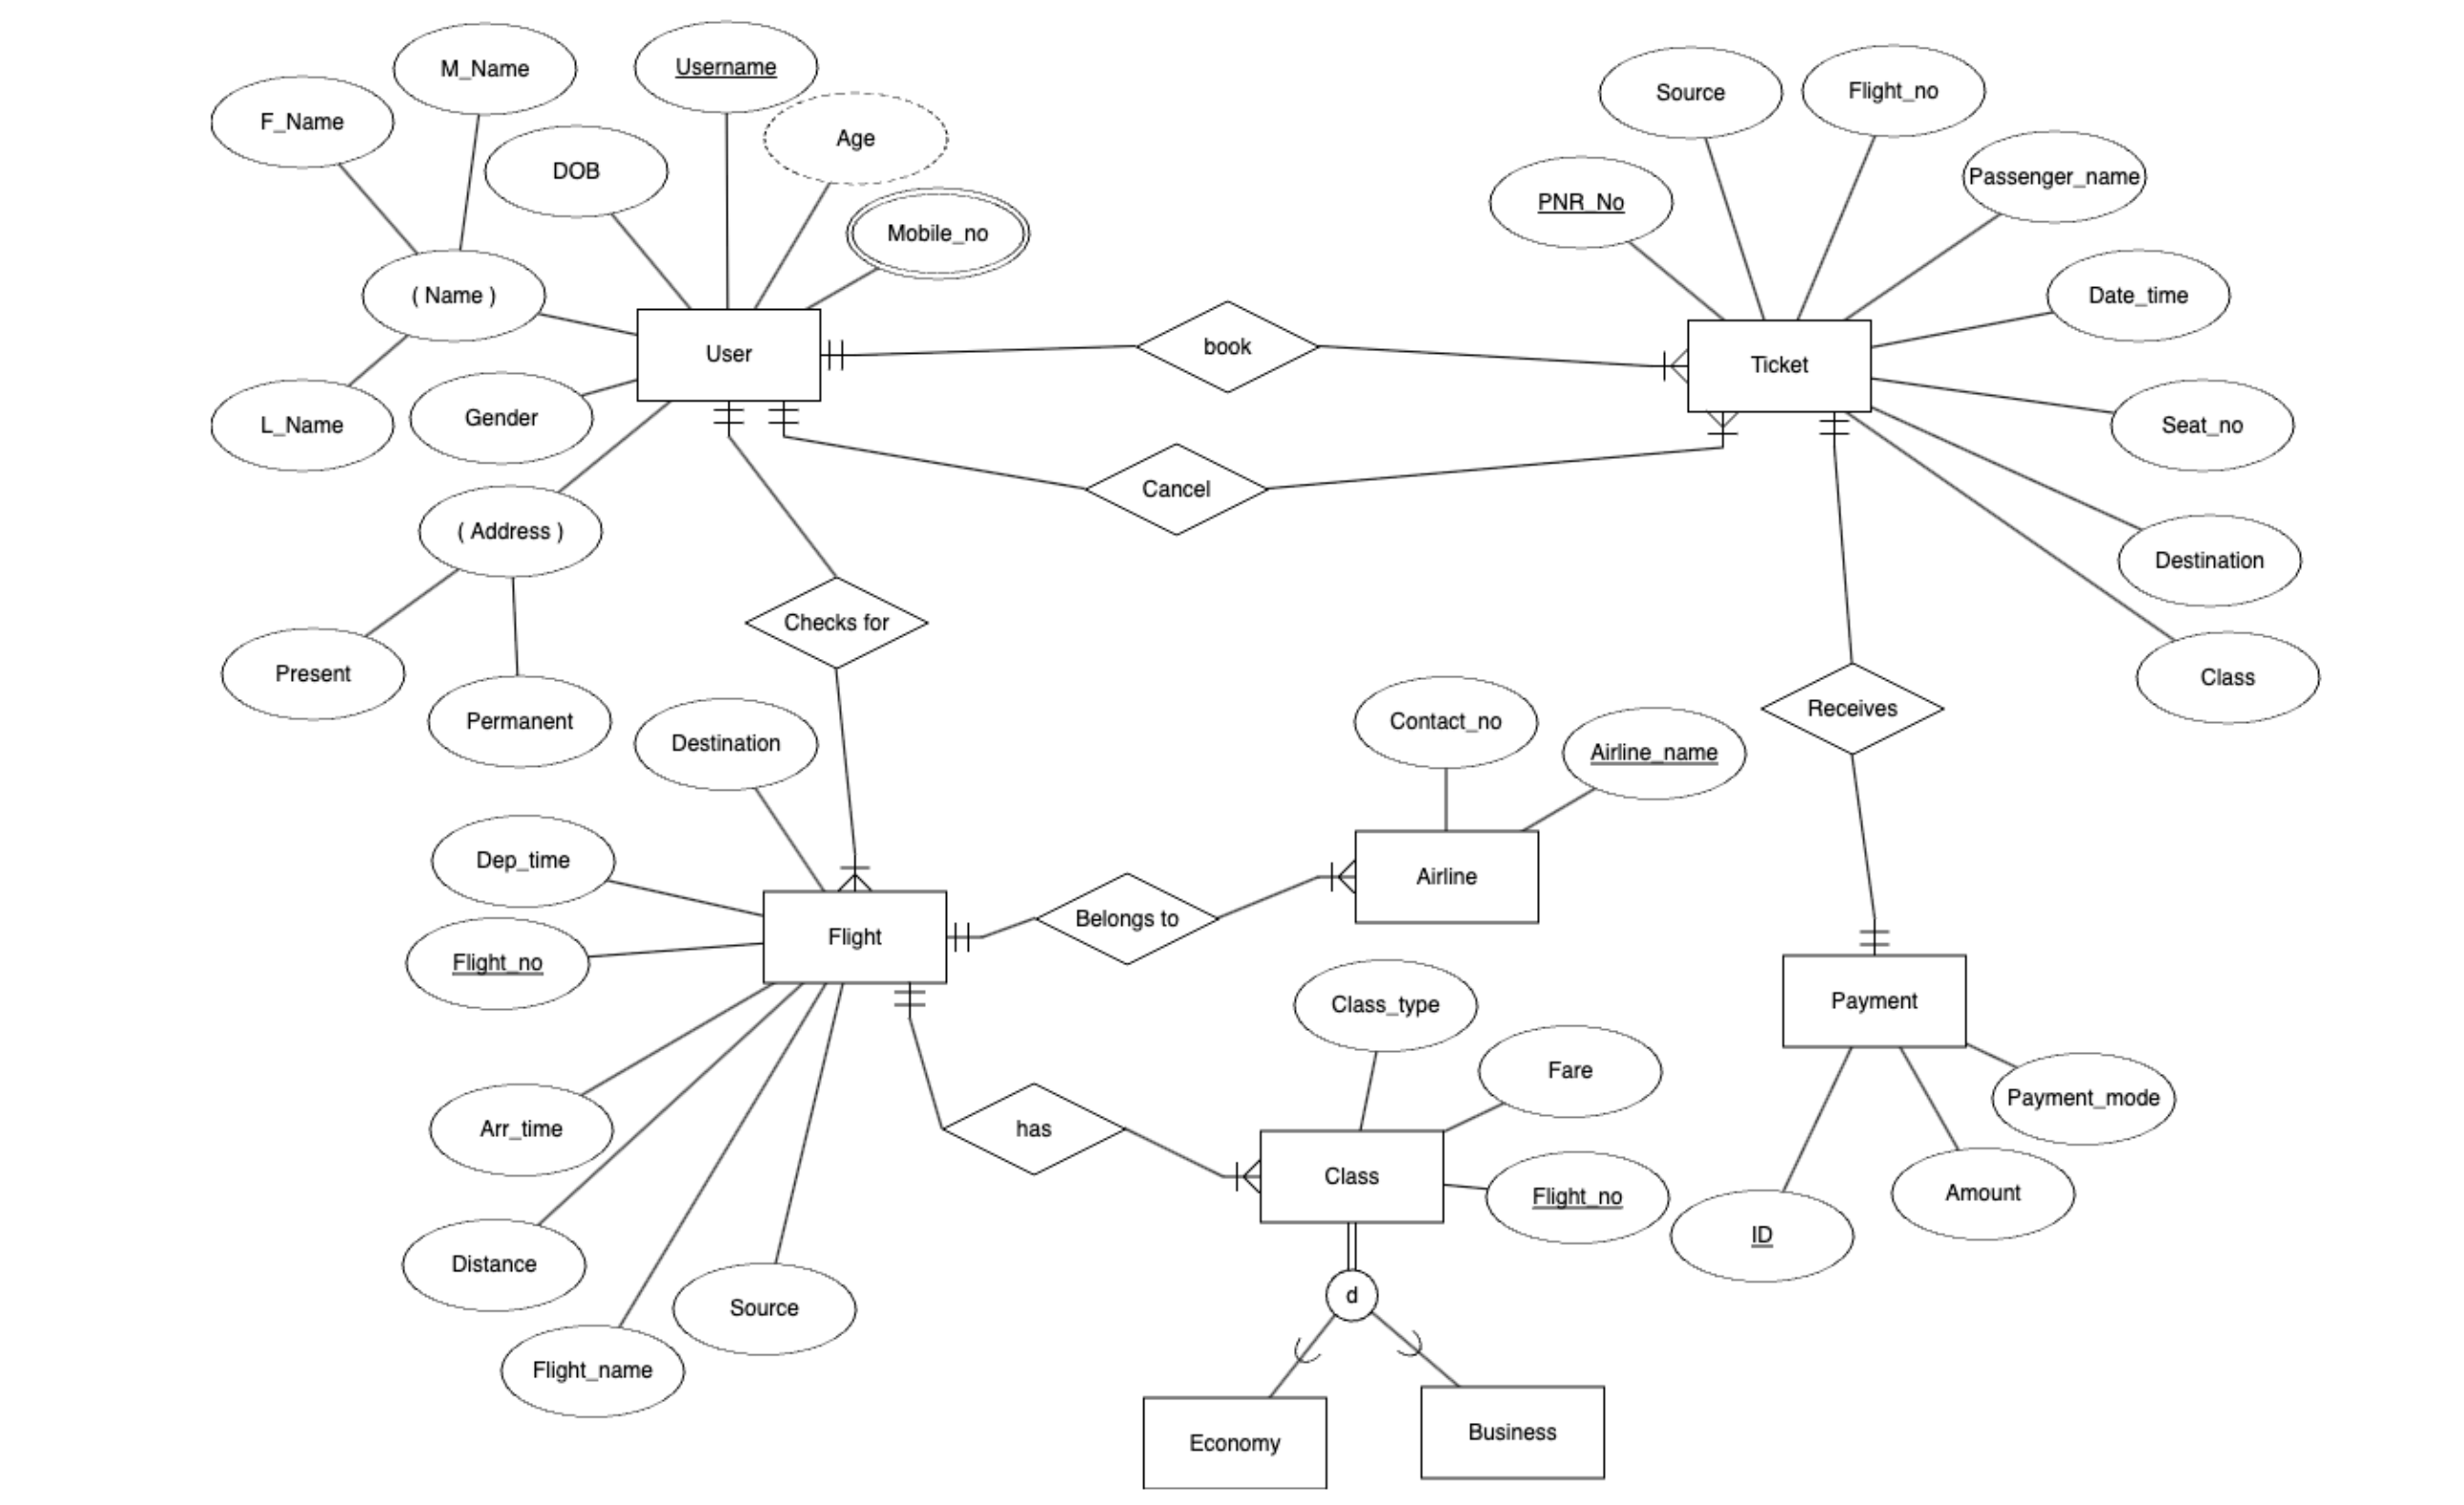 M_Name
Username
F_Name
DOB
Age
Mobile_no
( Name )
User
L_Name
Gender
( Address )
Present
Permanent
book
Cancel
Checks for
Source
Flight_no
PNR_No
Passenger_name
Date_time
Ticket
Seat_no
Destination
Class
Receives
Destination
Dep_time
Flight_no
Flight
Arr_time
Distance
Flight_name
Source
Belongs to
Contact_no
Airline_name
Airline
has
Class_type
Fare
Class
Flight_no
d
Economy
Business
Payment
Payment_mode
Amount
ID